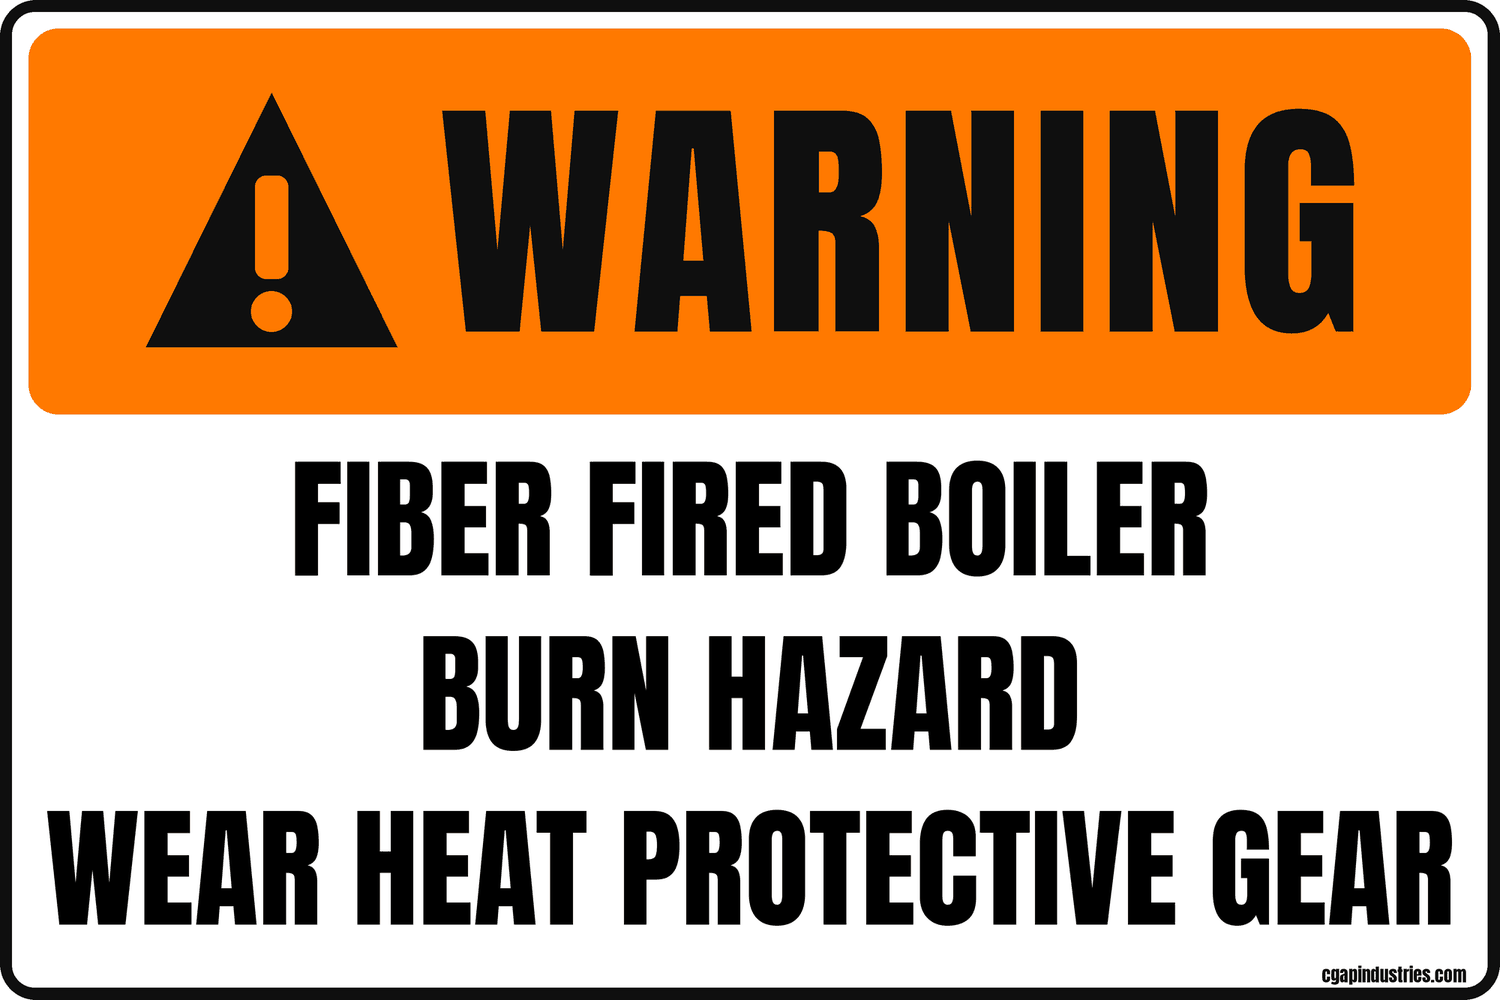 WARNING
FIBER FIRED BOILER
BURN HAZARD
WEAR HEAT PROTECTIVE GEAR
cgapindustries.com